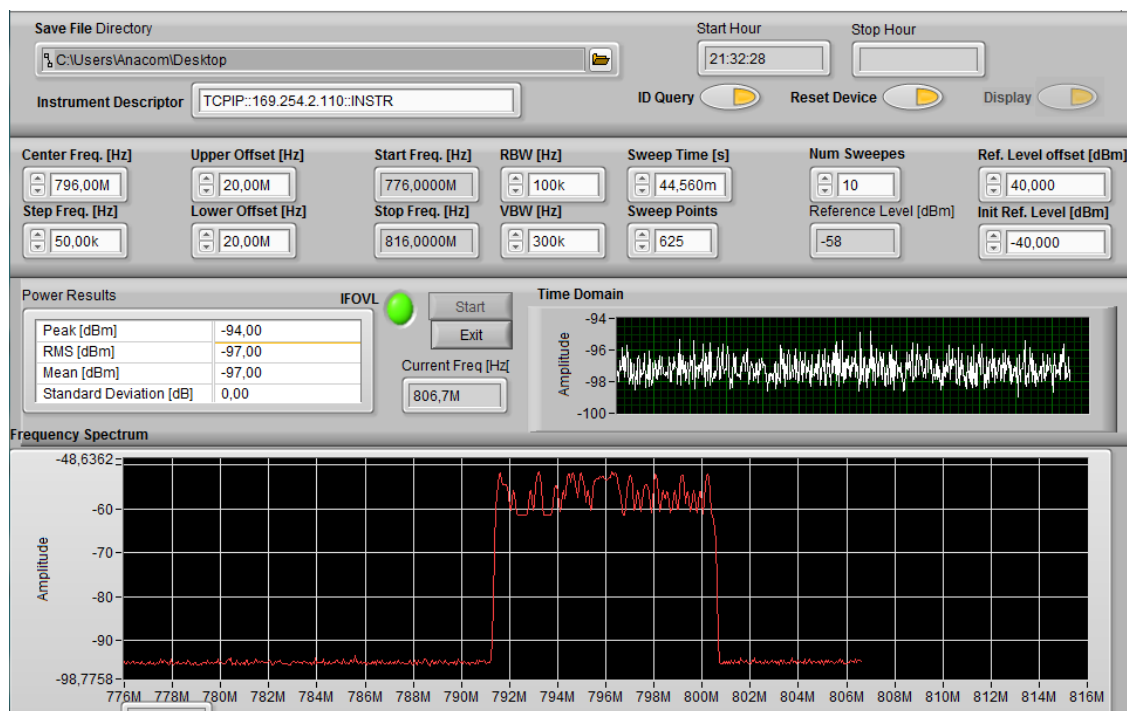 Save File Directory
C:\Users\Anacom\Desktop
Instrument Descriptor TCPIP::169.254.2.110::INSTR
Start Hour Stop Hour
21:32:28
ID Query Reset Device Display
Center Freq. [Hz] Upper Offset [Hz] Start Freq. [Hz] RBW [Hz] Sweep Time [s] Num Sweepes Ref. Level offset [dBm]
796,00M 20,00M 776,0000M 100k 44,560m 10 40,000
Step Freq. [Hz] Lower Offset [Hz] Stop Freq. [Hz] VBW [Hz] Sweep Points Reference Level [dBm] Init Ref. Level [dBm]
50,00k 20,00M 816,0000M 300k 625 -58 -40,000
Power Results IFOVL
Peak [dBm] -94,00
RMS [dBm] -97,00
Mean [dBm] -97,00
Standard Deviation [dB] 0,00
Start
Exit
Current Freq [Hz[
806,7M
Time Domain
Amplitude
-94
-96
-98
-100
Frequency Spectrum
Amplitude
-48,6362
-60
-70
-80
-90
-98,7758
776M 778M 780M 782M 784M 786M 788M 790M 792M 794M 796M 798M 800M 802M 804M 806M 808M 810M 812M 814M 816M